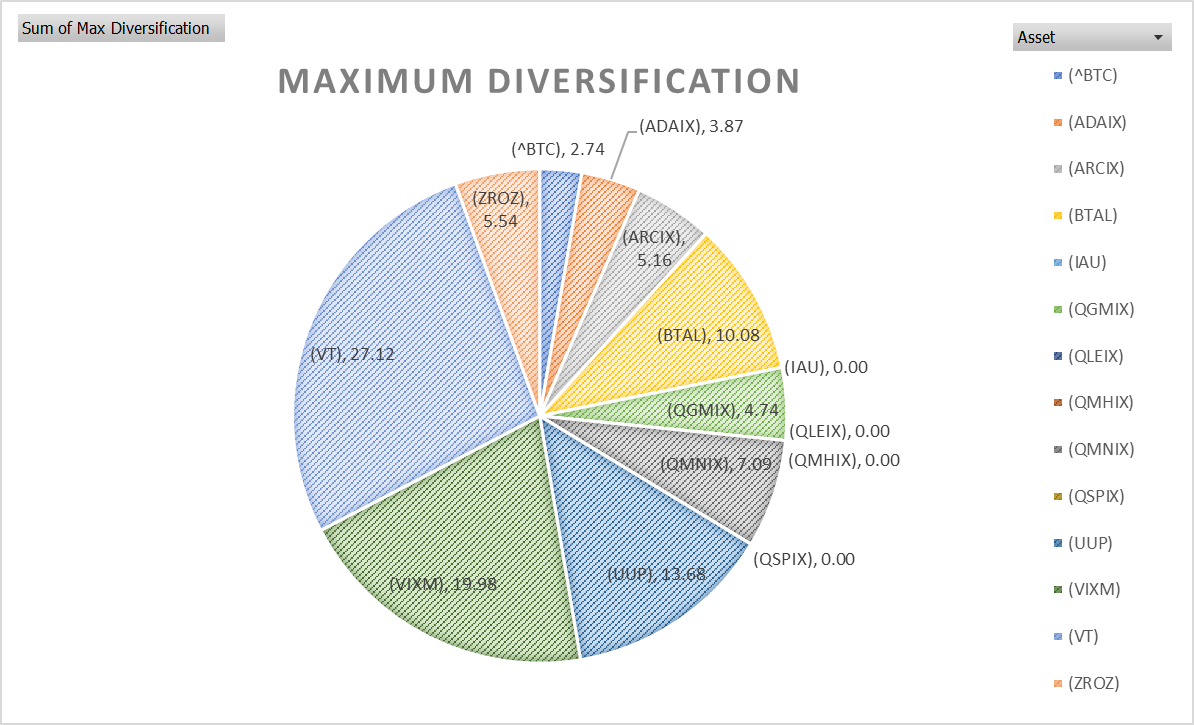 Sum of Max Diversification
Asset
MAXIMUM DIVERSIFICATION
(^BTC), 2.74
(ADAIX), 3.87
(ARCIX),
5.16
(BTAL), 10.08
(IAU), 0.00
(QGMIX), 4.74
(QLEIX), 0.00
(QMHIX), 0.00
(QMNIX), 7.09
(QSPIX), 0.00
(UUP), 13.68
(VIXM), 19.98
(VT), 27.12
(ZROZ),
5.54
(^BTC)
(ADAIX)
(ARCIX)
(BTAL)
(IAU)
(QGMIX)
(QLEIX)
(QMHIX)
(QMNIX)
(QSPIX)
(UUP)
(VIXM)
(VT)
(ZROZ)